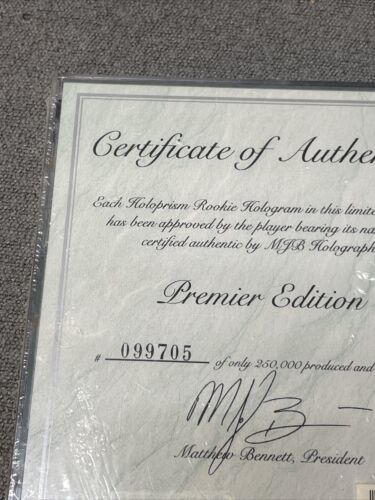 Certificate of Authen
Each Holoprism Rookie Hologram in this limite
has been approved by the player bearing its na
certified authentic by MJB Holograph
Premier Edition
# 099705 of only 250,000 produced and
Matthew Bennett, President